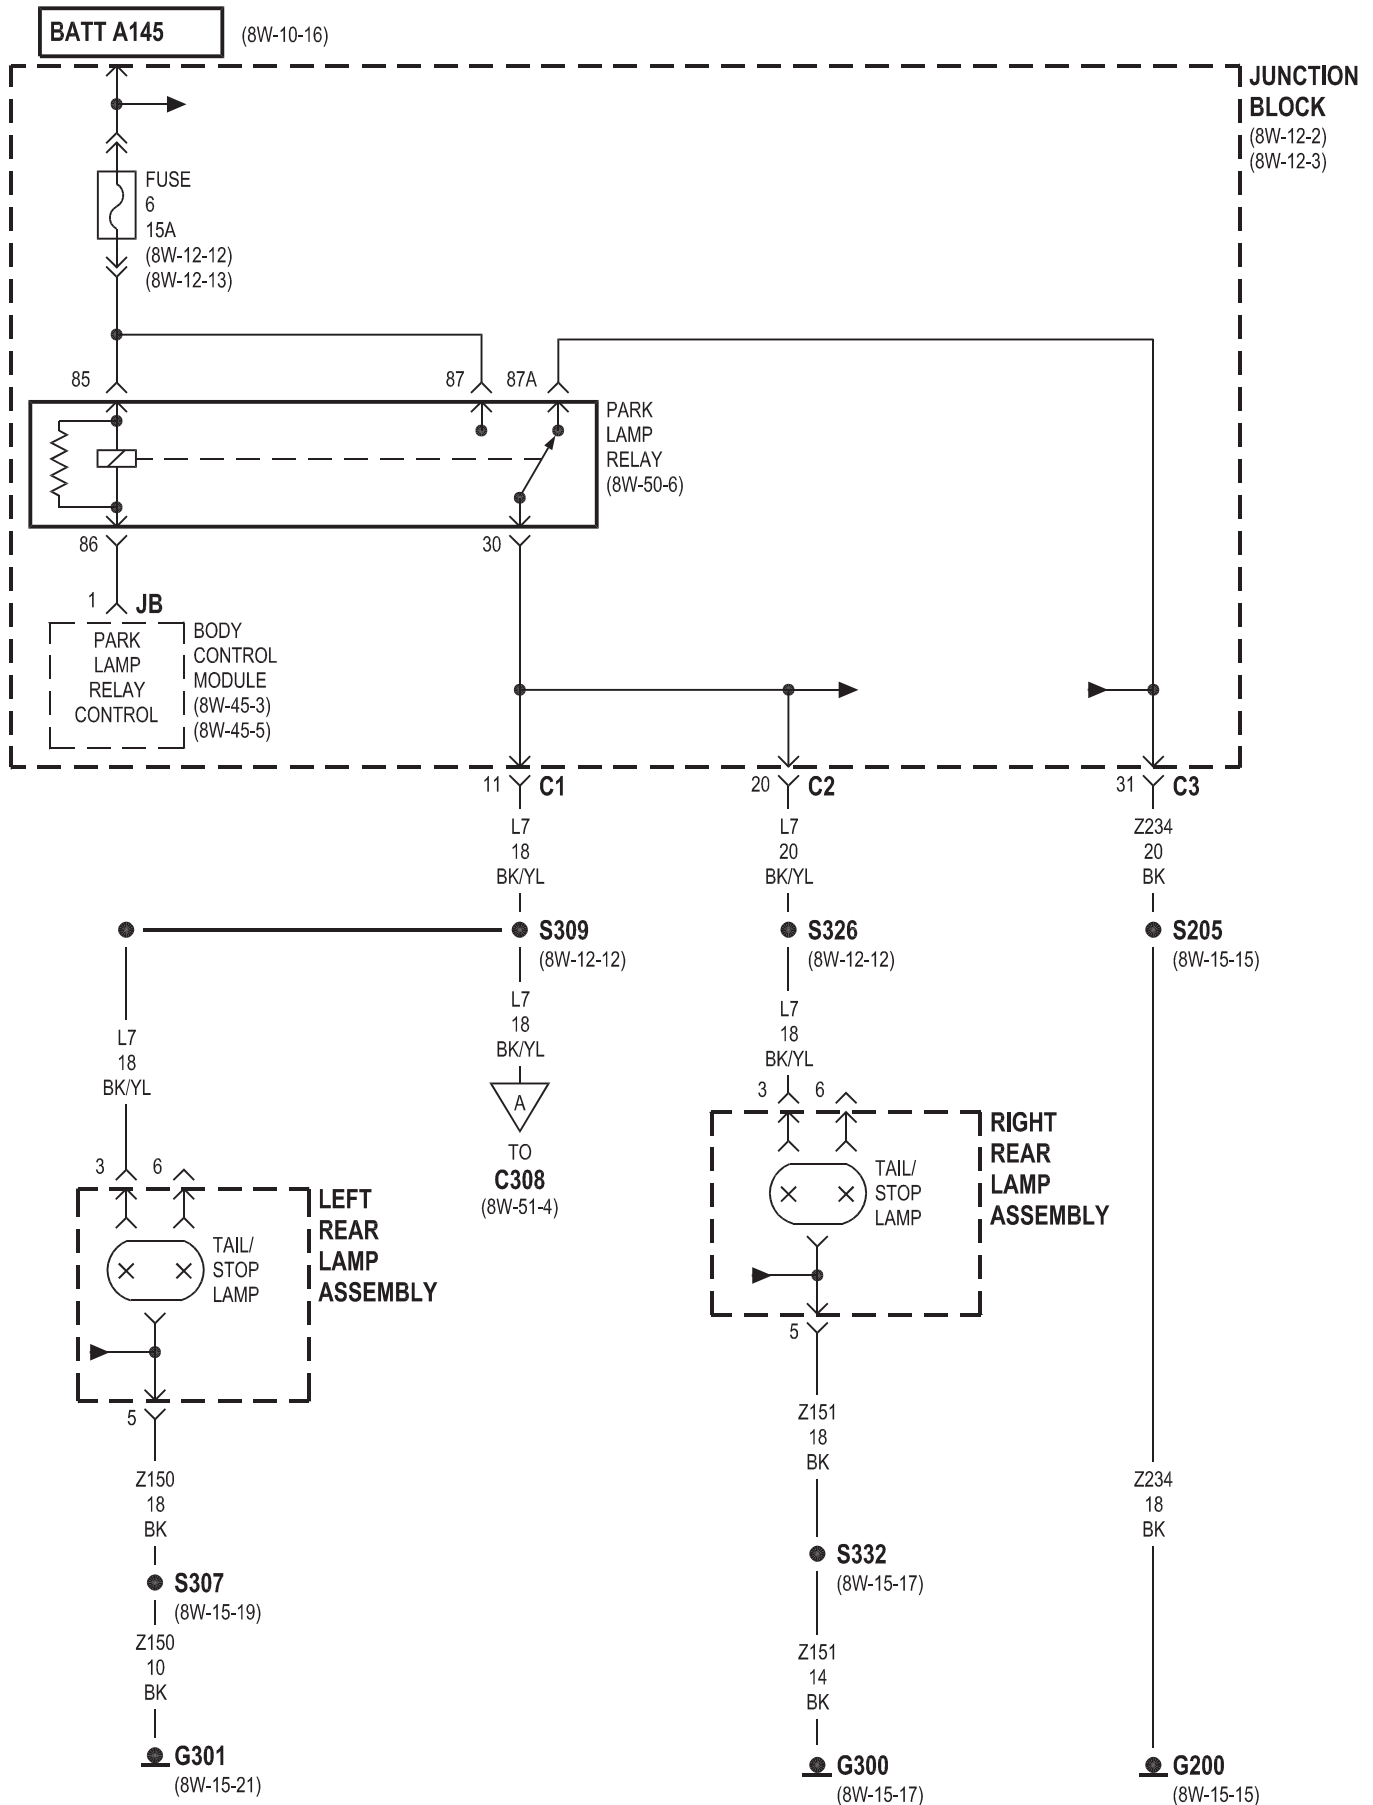 BATT A145
(8W-10-16)
JUNCTION
BLOCK
(8W-12-2)
(8W-12-3)
FUSE
6
15A
(8W-12-12)
(8W-12-13)
85
87
87A
PARK
LAMP
RELAY
(8W-50-6)
86
30
1
JB
PARK
LAMP
RELAY
CONTROL
BODY
CONTROL
MODULE
(8W-45-3)
(8W-45-5)
11
C1
20
C2
31
C3
L7
18
BK/YL
L7
20
BK/YL
Z234
20
BK
S309
(8W-12-12)
S326
(8W-12-12)
S205
(8W-15-15)
L7
18
BK/YL
L7
18
BK/YL
L7
18
BK/YL
A
TO
C308
(8W-51-4)
3
6
RIGHT
REAR
LAMP
ASSEMBLY
TAIL/
STOP
LAMP
5
3
6
LEFT
REAR
LAMP
ASSEMBLY
TAIL/
STOP
LAMP
5
Z151
18
BK
Z150
18
BK
Z234
18
BK
S332
(8W-15-17)
S307
(8W-15-19)
Z150
10
BK
Z151
14
BK
G301
(8W-15-21)
G300
(8W-15-17)
G200
(8W-15-15)